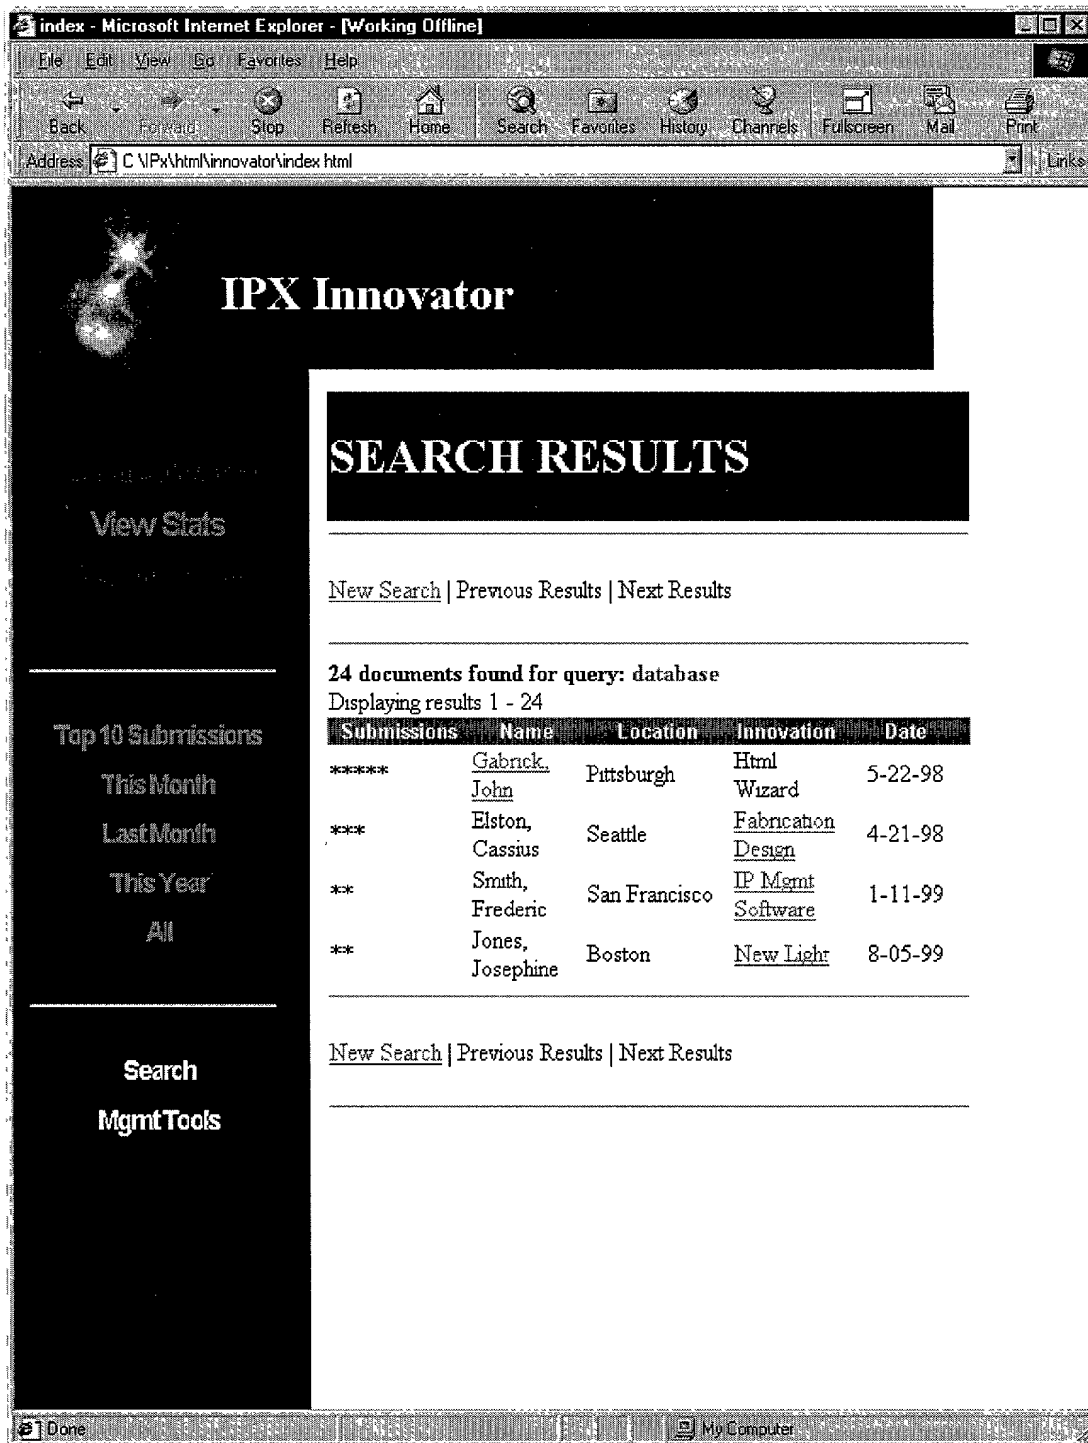 index - Microsoft Internet Explorer - [Working Offline]
File Edit View Go Favorites Help
Back Forward Stop Refresh Home Search Favorites History Channels Fullscreen Mail Print
Address C \IPx\html\innovator\index html Links
IPX Innovator
SEARCH RESULTS
View Stats
New Search | Previous Results | Next Results
24 documents found for query: database
Displaying results 1 - 24
Submissions Name Location Innovation Date
***** Gabrick, John Pittsburgh Html Wizard 5-22-98
*** Elston, Cassius Seattle Fabrication Design 4-21-98
** Smith, Frederic San Francisco IP Mgmt Software 1-11-99
** Jones, Josephine Boston New Light 8-05-99
New Search | Previous Results | Next Results
Top 10 Submissions
This Month
Last Month
This Year
All
Search
Mgmt Tools
Done My Computer